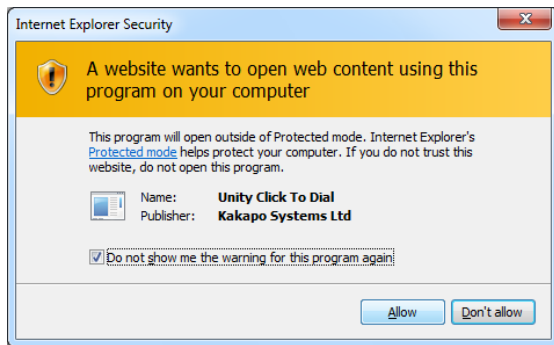 Internet Explorer Security
A website wants to open web content using this
program on your computer
This program will open outside of Protected mode. Internet Explorer's
Protected mode helps protect your computer. If you do not trust this
website, do not open this program.
Name: Unity Click To Dial
Publisher: Kakapo Systems Ltd
Do not show me the warning for this program again
Allow Don't allow